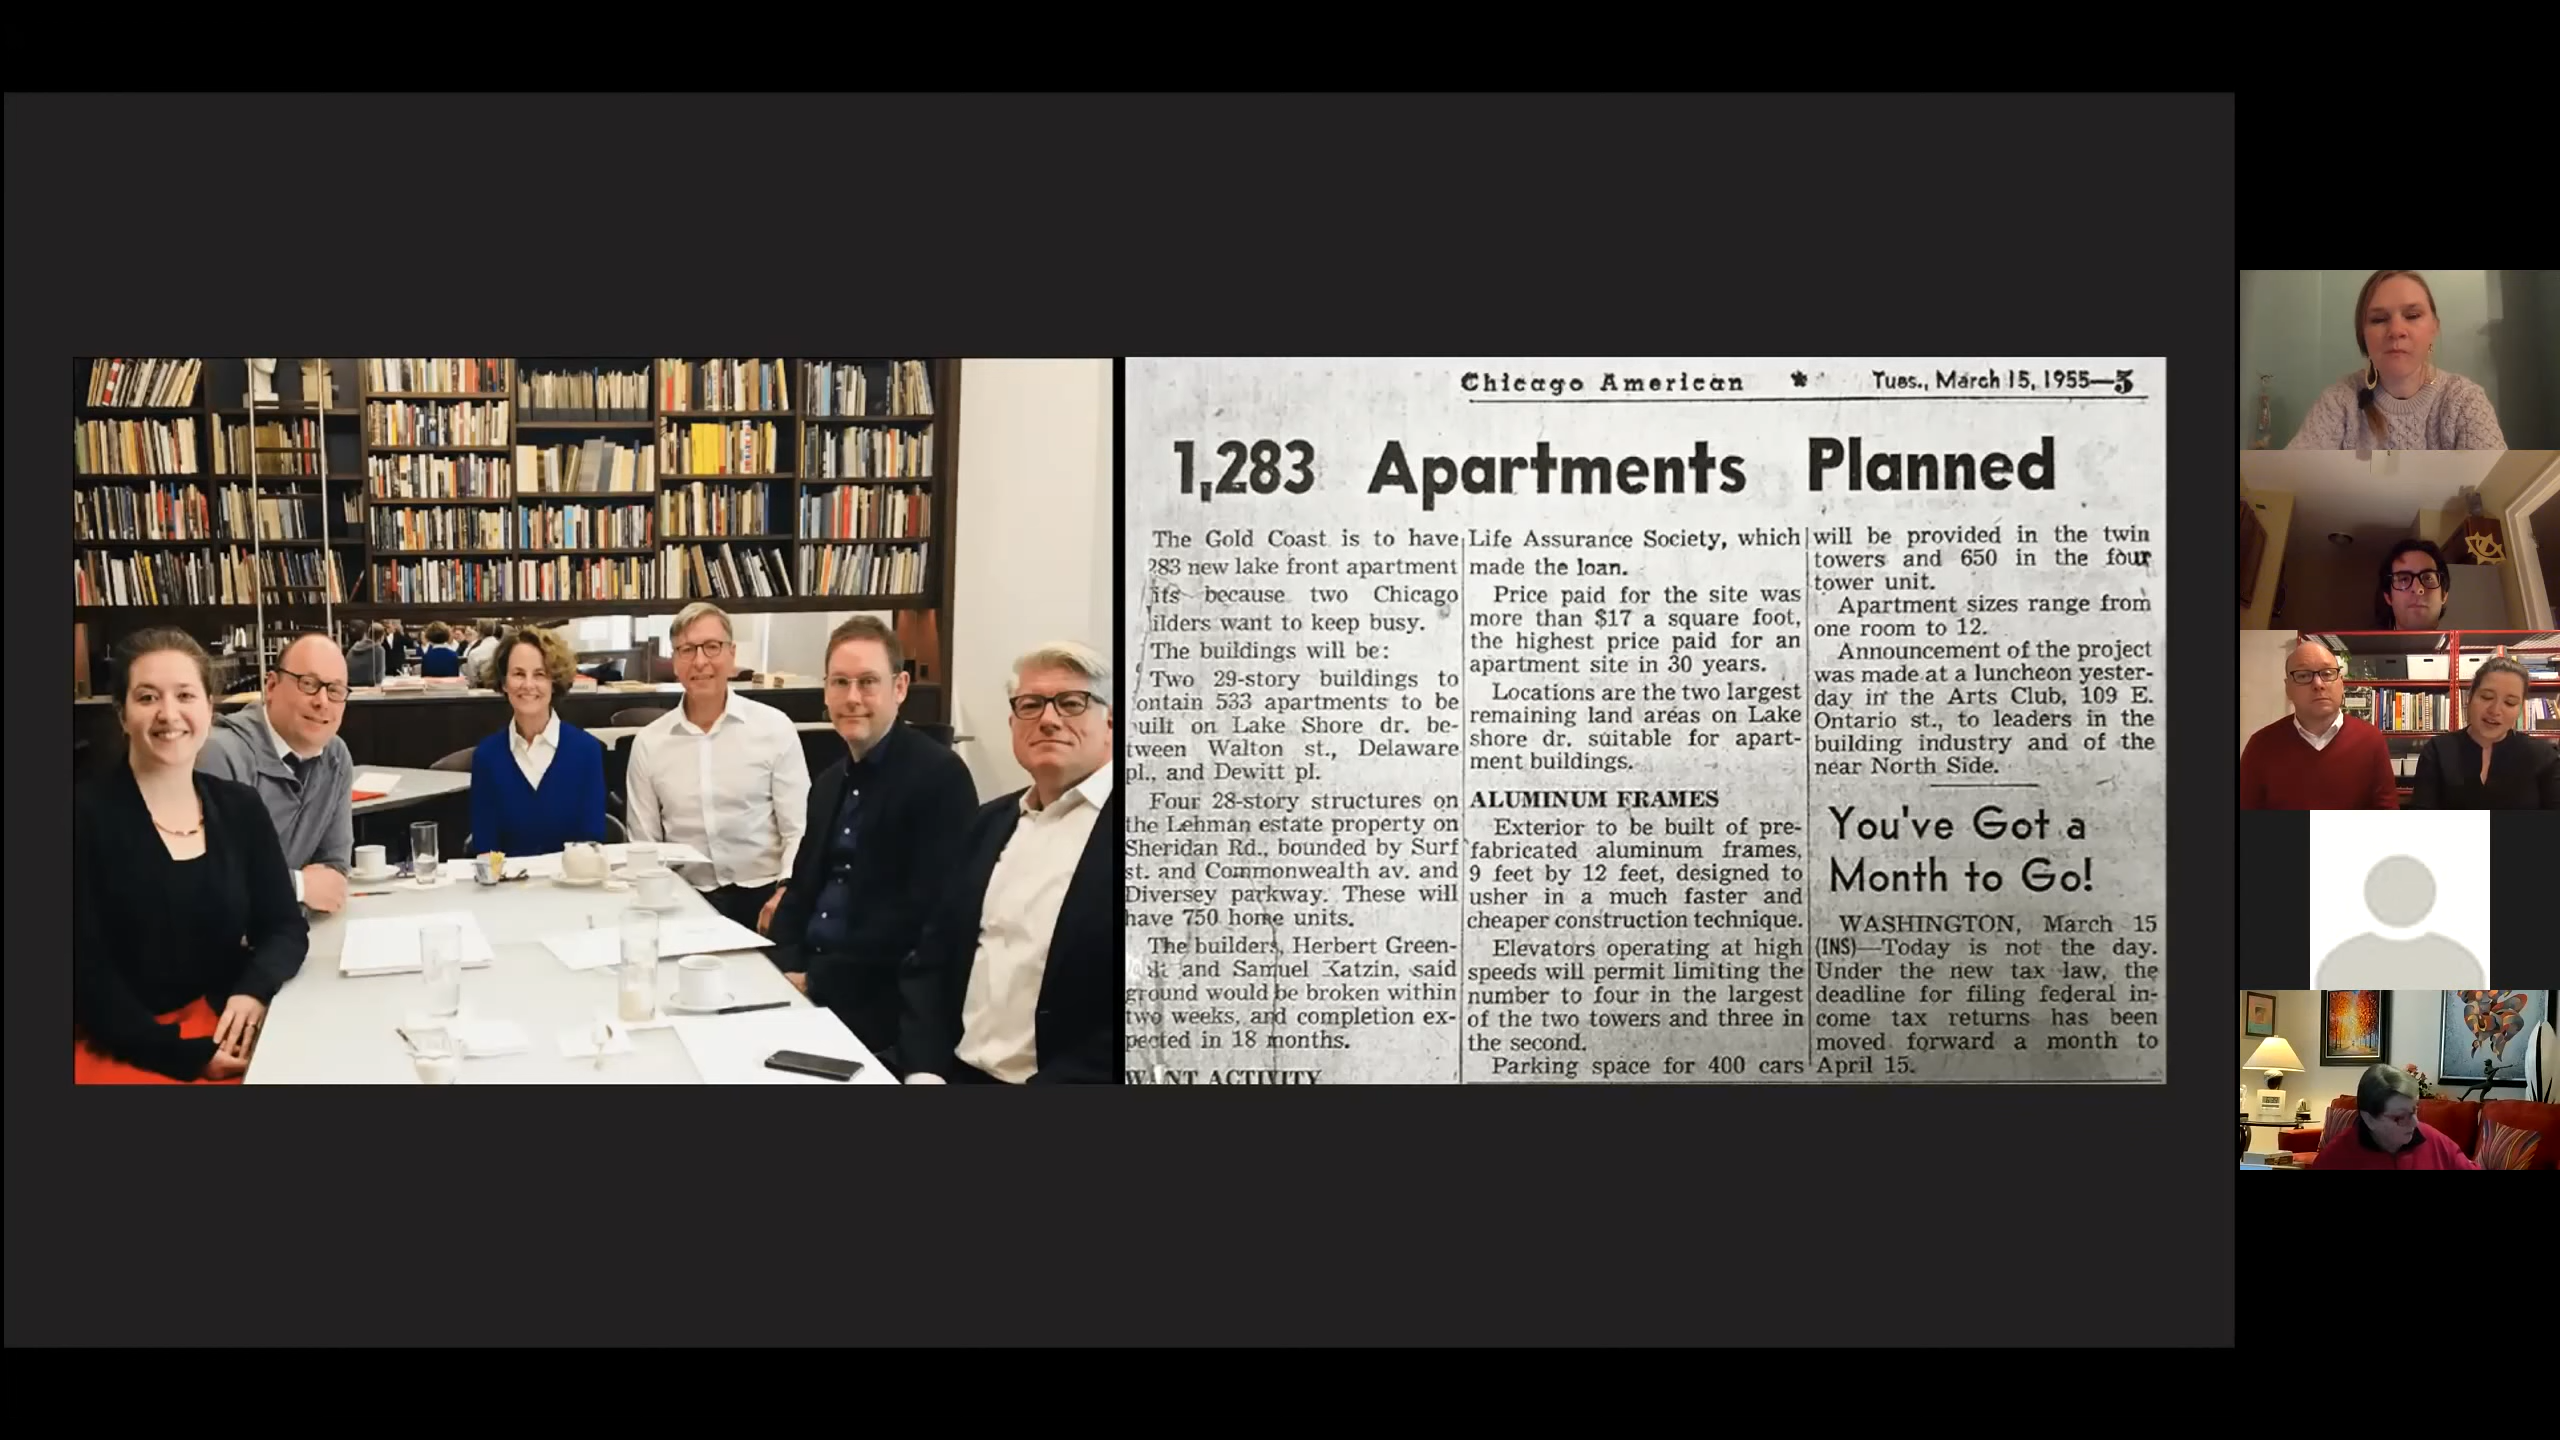 Chicago American ★ Tues., March 15, 1955—3
1,283 Apartments Planned
The Gold Coast is to have
283 new lake front apartment
its because two Chicago
ilders want to keep busy.
The buildings will be:
Two 29-story buildings to
ontain 533 apartments to be
uilt on Lake Shore dr. be-
tween Walton st., Delaware
pl., and Dewitt pl.
Four 28-story structures on
the Lehman estate property on
Sheridan Rd., bounded by Surf
st. and Commonwealth av. and
Diversey parkway. These will
have 750 home units.
The builders, Herbert Green-
and Samuel Katzin, said
ground would be broken within
two weeks, and completion ex-
pected in 18 months.
WANT ACTIVITY
Life Assurance Society, which
made the loan.
Price paid for the site was
more than $17 a square foot,
the highest price paid for an
apartment site in 30 years.
Locations are the two largest
remaining land areas on Lake
shore dr. suitable for apart-
ment buildings.
ALUMINUM FRAMES
Exterior to be built of pre-
fabricated aluminum frames,
9 feet by 12 feet, designed to
usher in a much faster and
cheaper construction technique.
Elevators operating at high
speeds will permit limiting the
number to four in the largest
of the two towers and three in
the second.
Parking space for 400 cars
will be provided in the twin
towers and 650 in the four
tower unit.
Apartment sizes range from
one room to 12.
Announcement of the project
was made at a luncheon yester-
day in the Arts Club, 109 E.
Ontario st., to leaders in the
building industry and of the
near North Side.
You've Got a
Month to Go!
WASHINGTON, March 15
(INS)—Today is not the day.
Under the new tax law, the
deadline for filing federal in-
come tax returns has been
moved forward a month to
April 15.